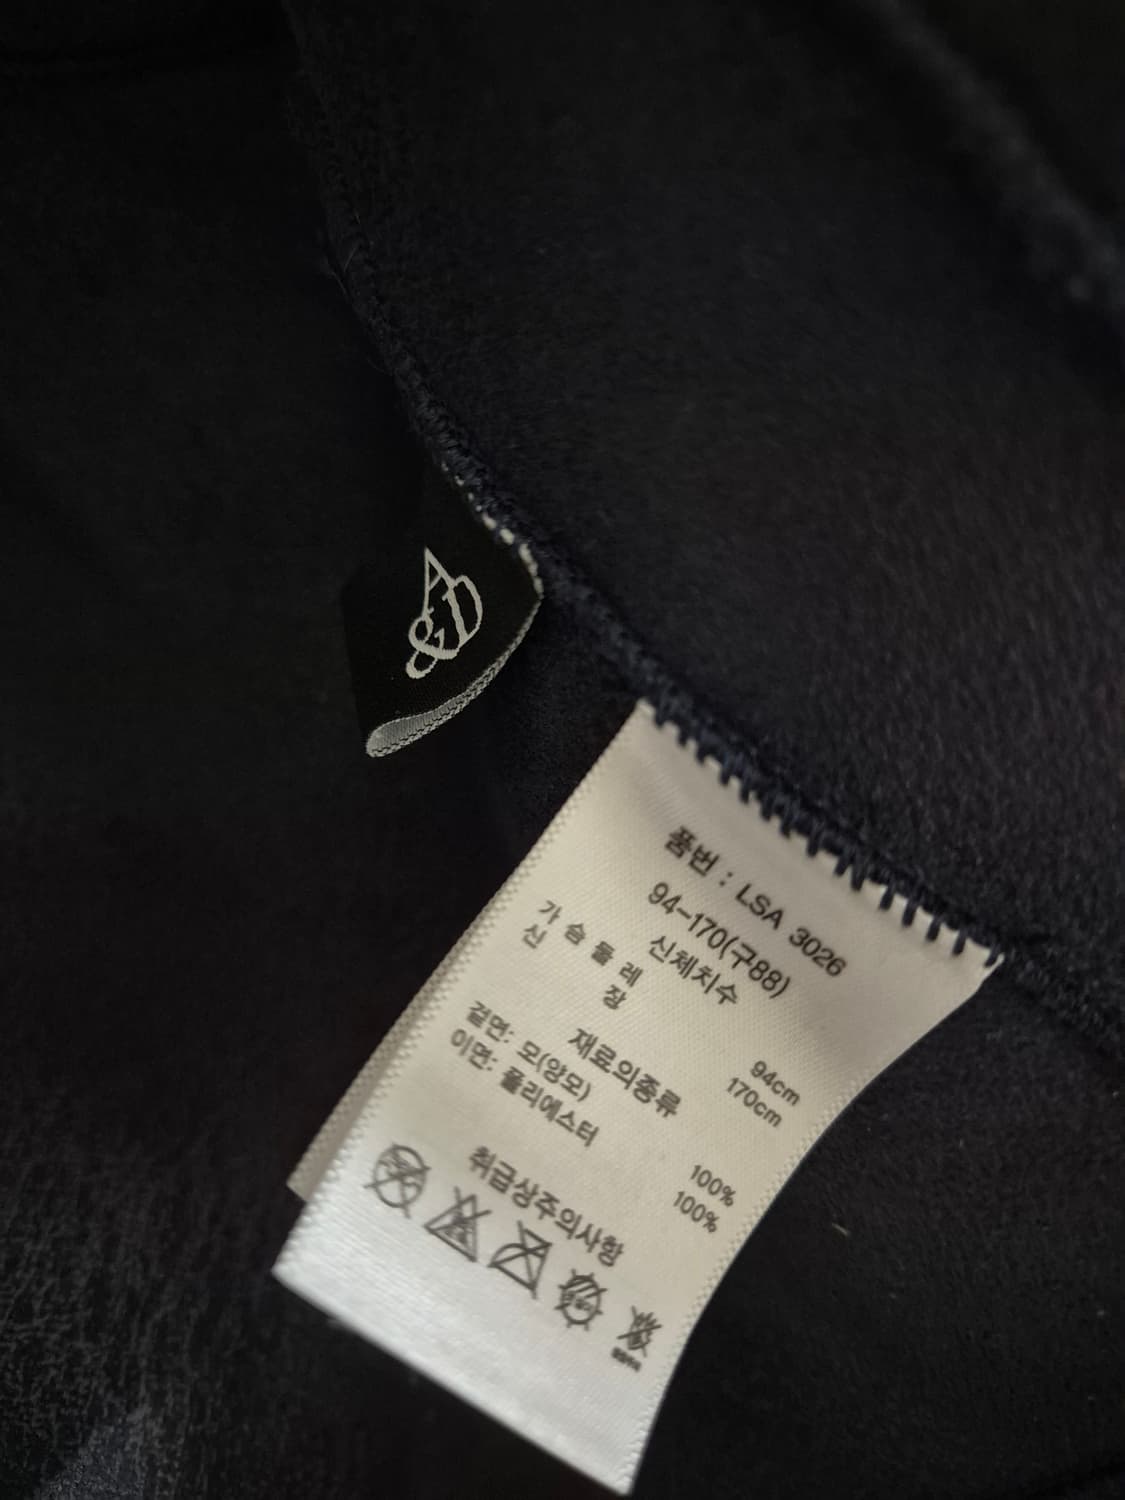 A&D
품번 : LSA 3026
94-170(구88)
신체치수
가슴둘레 94cm
신장 170cm
재료의종류
겉면: 모(양모) 100%
이면: 폴리에스터 100%
취급상주의사항